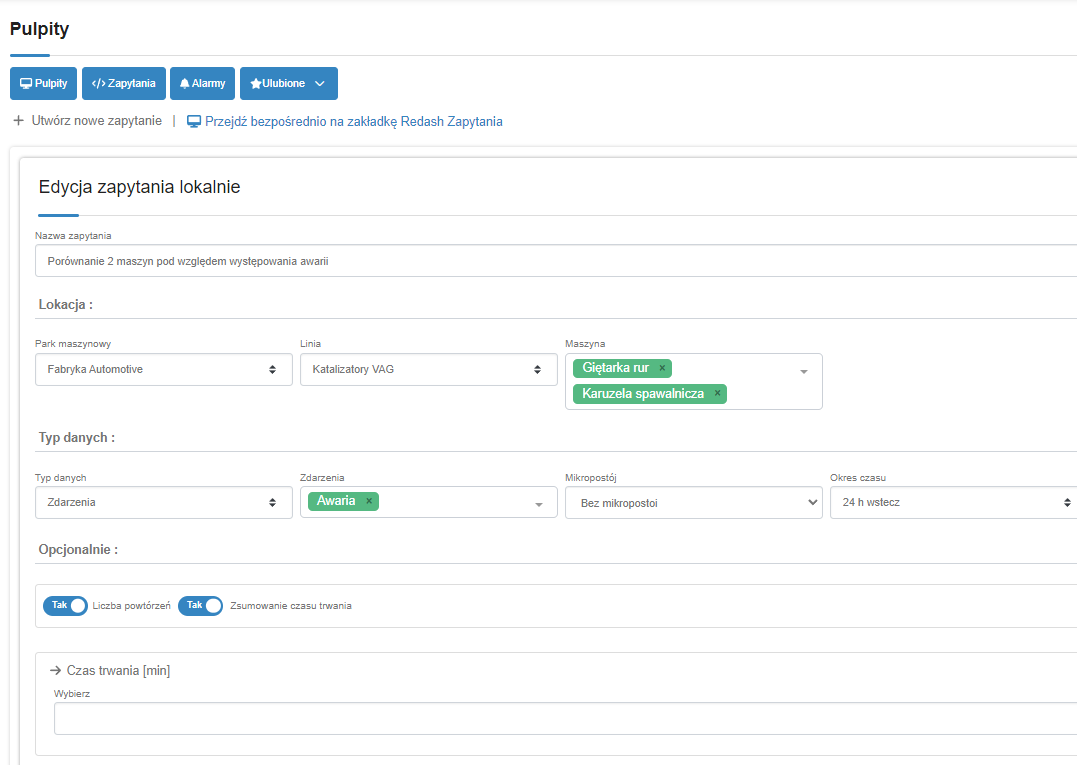 Pulpity
Pulpity </> Zapytania Alarmy Ulubione
+ Utwórz nowe zapytanie | Przejdź bezpośrednio na zakładkę Redash Zapytania
Edycja zapytania lokalnie
Nazwa zapytania
Porównanie 2 maszyn pod względem występowania awarii
Lokacja :
Park maszynowy Linia Maszyna
Fabryka Automotive Katalizatory VAG Giętarka rur ×
Karuzela spawalnicza ×
Typ danych :
Typ danych Zdarzenia Mikropostój Okres czasu
Zdarzenia Awaria × Bez mikropostoi 24 h wstecz
Opcjonalnie :
Tak Liczba powtórzeń Tak Zsumowanie czasu trwania
→ Czas trwania [min]
Wybierz